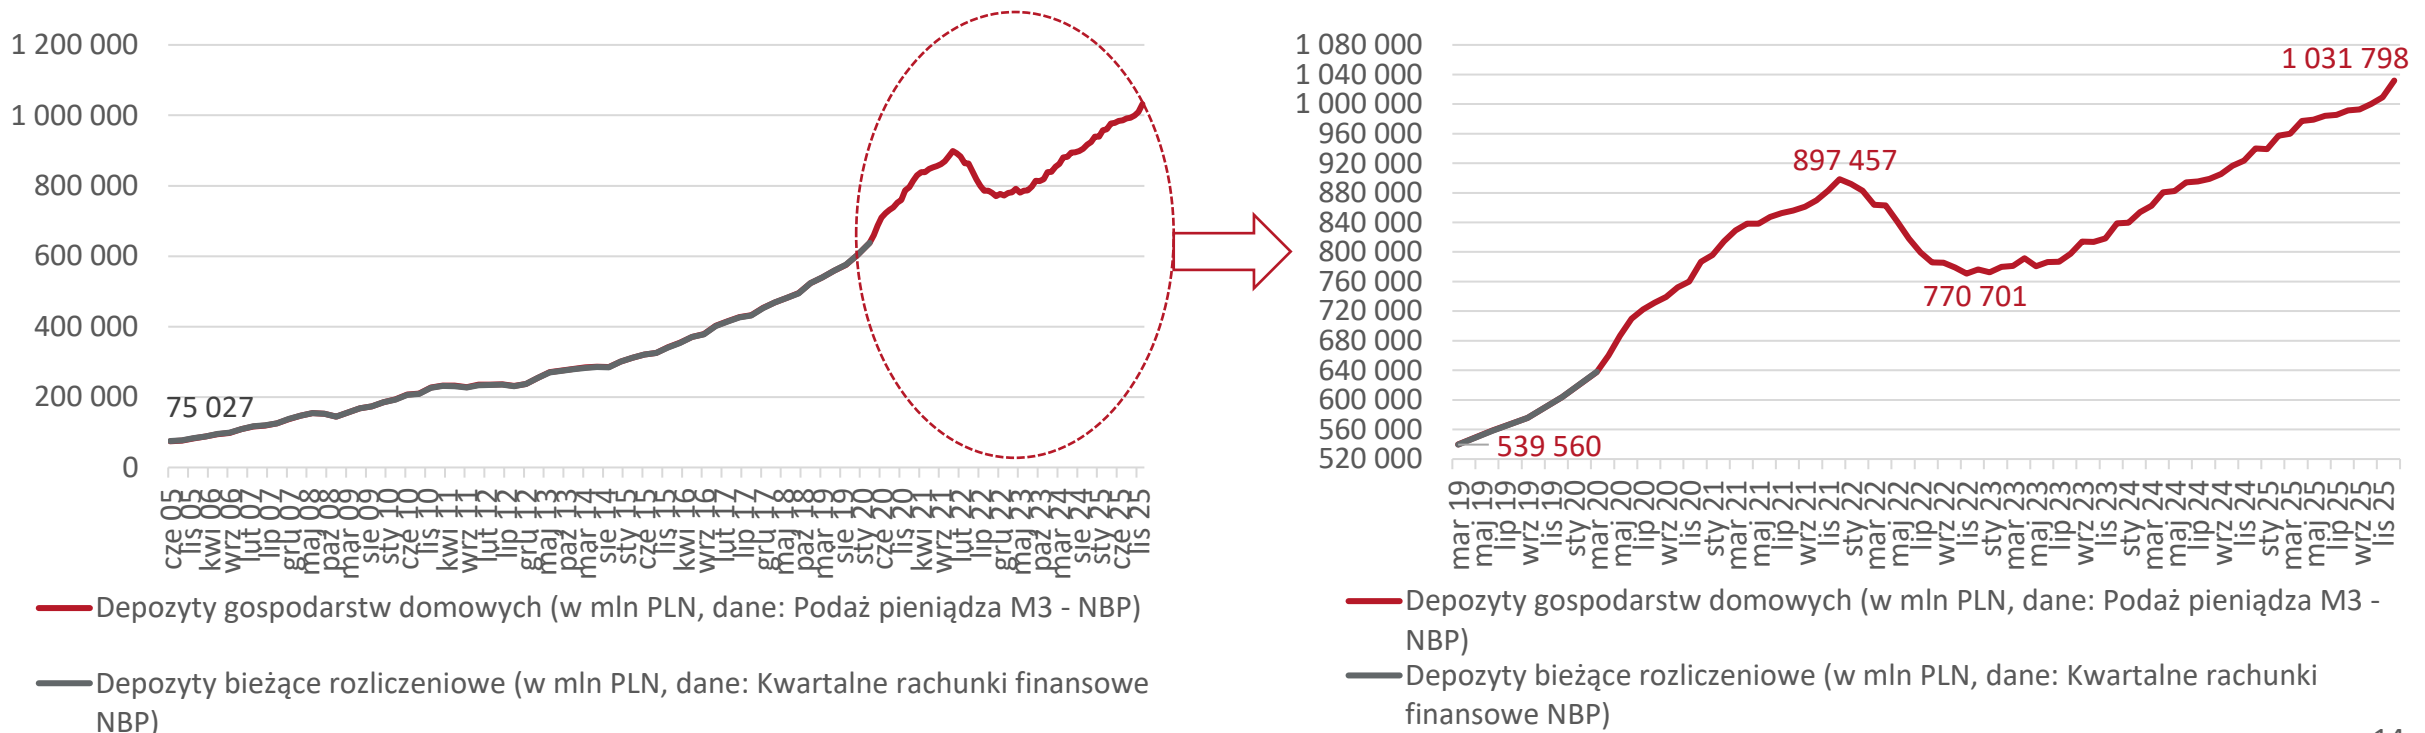 1 200 000
1 000 000
800 000
600 000
400 000
200 000
0
75 027
cze 05
lis 05
kwi 06
wrz 06
lut 07
lip 07
gru 07
maj 08
paź 08
mar 09
sie 09
sty 10
cze 10
lis 10
kwi 11
wrz 11
lut 12
lip 12
gru 12
maj 13
paź 13
mar 14
sie 14
sty 15
cze 15
lis 15
kwi 16
wrz 16
lut 17
lip 17
gru 17
maj 18
paź 18
mar 19
sie 19
sty 20
cze 20
lis 20
kwi 21
wrz 21
lut 22
lip 22
gru 22
maj 23
paź 23
mar 24
sie 24
sty 25
cze 25
lis 25
Depozyty gospodarstw domowych (w mln PLN, dane: Podaż pieniądza M3 - NBP)
Depozyty bieżące rozliczeniowe (w mln PLN, dane: Kwartalne rachunki finansowe
NBP)
1 080 000
1 040 000
1 000 000
960 000
920 000
880 000
840 000
800 000
760 000
720 000
680 000
640 000
600 000
560 000
520 000
1 031 798
897 457
770 701
539 560
mar 19
maj 19
lip 19
wrz 19
lis 19
sty 20
mar 20
maj 20
lip 20
wrz 20
lis 20
sty 21
mar 21
maj 21
lip 21
wrz 21
lis 21
sty 22
mar 22
maj 22
lip 22
wrz 22
lis 22
sty 23
mar 23
maj 23
lip 23
wrz 23
lis 23
sty 24
mar 24
maj 24
lip 24
wrz 24
lis 24
sty 25
mar 25
maj 25
lip 25
wrz 25
lis 25
Depozyty gospodarstw domowych (w mln PLN, dane: Podaż pieniądza M3 -
NBP)
Depozyty bieżące rozliczeniowe (w mln PLN, dane: Kwartalne rachunki
finansowe NBP)